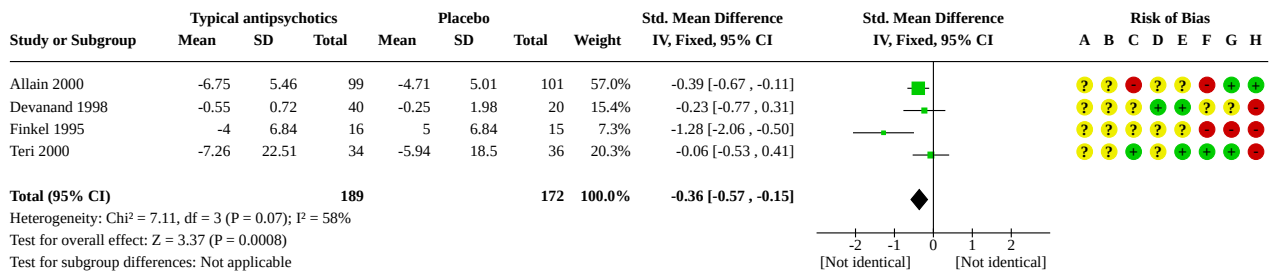 Typical antipsychotics Placebo Std. Mean Difference Std. Mean Difference Risk of Bias
Study or Subgroup Mean SD Total Mean SD Total Weight IV, Fixed, 95% CI IV, Fixed, 95% CI A B C D E F G H
Allain 2000 -6.75 5.46 99 -4.71 5.01 101 57.0% -0.39 [-0.67 , -0.11] ? ? - ? ? - + +
Devanand 1998 -0.55 0.72 40 -0.25 1.98 20 15.4% -0.23 [-0.77 , 0.31] ? ? ? + + ? ? -
Finkel 1995 -4 6.84 16 5 6.84 15 7.3% -1.28 [-2.06 , -0.50] ? ? ? ? ? - - -
Teri 2000 -7.26 22.51 34 -5.94 18.5 36 20.3% -0.06 [-0.53 , 0.41] ? ? + ? + + + -
Total (95% CI) 189 172 100.0% -0.36 [-0.57 , -0.15]
Heterogeneity: Chi² = 7.11, df = 3 (P = 0.07); I² = 58%
Test for overall effect: Z = 3.37 (P = 0.0008)
-2 -1 0 1 2
Test for subgroup differences: Not applicable [Not identical] [Not identical]